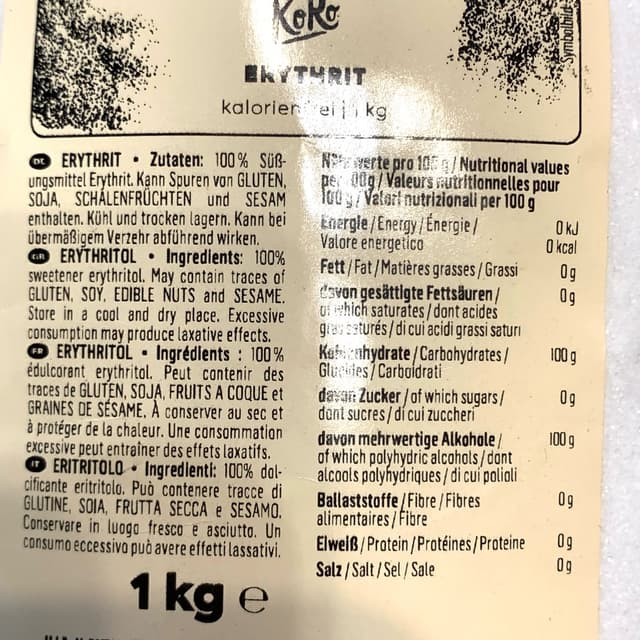 KoRo
Symbolbild
ERYTHRIT
kalorienfrei | 1 kg
DE ERYTHRIT • Zutaten: 100% Süß-
ungsmittel Erythrit. Kann Spuren von GLUTEN,
SOJA, SCHALENFRÜCHTEN und SESAM
enthalten. Kühl und trocken lagern. Kann bei
übermäßigem Verzehr abführend wirken.
GB ERYTHRITOL • Ingredients: 100%
sweetener erythritol. May contain traces of
GLUTEN, SOY, EDIBLE NUTS and SESAME.
Store in a cool and dry place. Excessive
consumption may produce laxative effects.
FR ERYTHRITOL • Ingrédients : 100%
édulcorant erythritol. Peut contenir des
traces de GLUTEN, SOJA, FRUITS A COQUE et
GRAINES DE SÉSAME. À conserver au sec et
à protéger de la chaleur. Une consommation
excessive peut entraîner des effets laxatifs.
IT ERITRITOLO • Ingredienti: 100% dol-
cificante eritritolo. Può contenere tracce di
GLUTINE, SOIA, FRUTTA SECCA e SESAMO.
Conservare in luogo fresco e asciutto. Un
consumo eccessivo può avere effetti lassativi.
1 kg e
Nährwerte pro 100 g / Nutritional values
per 100g / Valeurs nutritionnelles pour
100 g / Valori nutrizionali per 100 g
Energie / Energy / Énergie / 0 kJ
Valore energetico 0 kcal
Fett / Fat / Matières grasses / Grassi 0 g
davon gesättigte Fettsäuren / 0 g
of which saturates / dont acides
gras saturés / di cui acidi grassi saturi
Kohlenhydrate / Carbohydrates / 100 g
Glucides / Carboidrati
davon Zucker / of which sugars / 0 g
dont sucres / di cui zuccheri
davon mehrwertige Alkohole / 100 g
of which polyhydric alcohols / dont
alcools polyhydriques / di cui polioli
Ballaststoffe / Fibre / Fibres 0 g
alimentaires / Fibre
Eiweiß / Protein / Protéines / Proteine 0 g
Salz / Salt / Sel / Sale 0 g